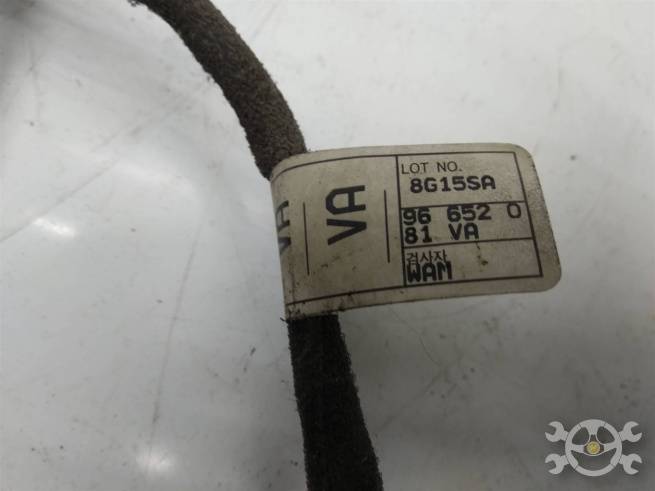 VA
VA
LOT NO.
8G15SA
96 652 0
81 VA
검사자
WAM